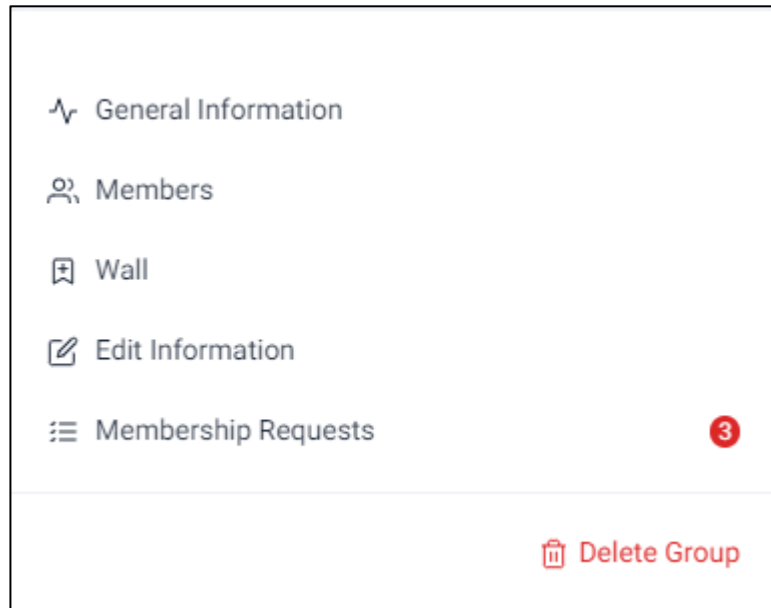 General Information
Members
Wall
Edit Information
Membership Requests 3
Delete Group